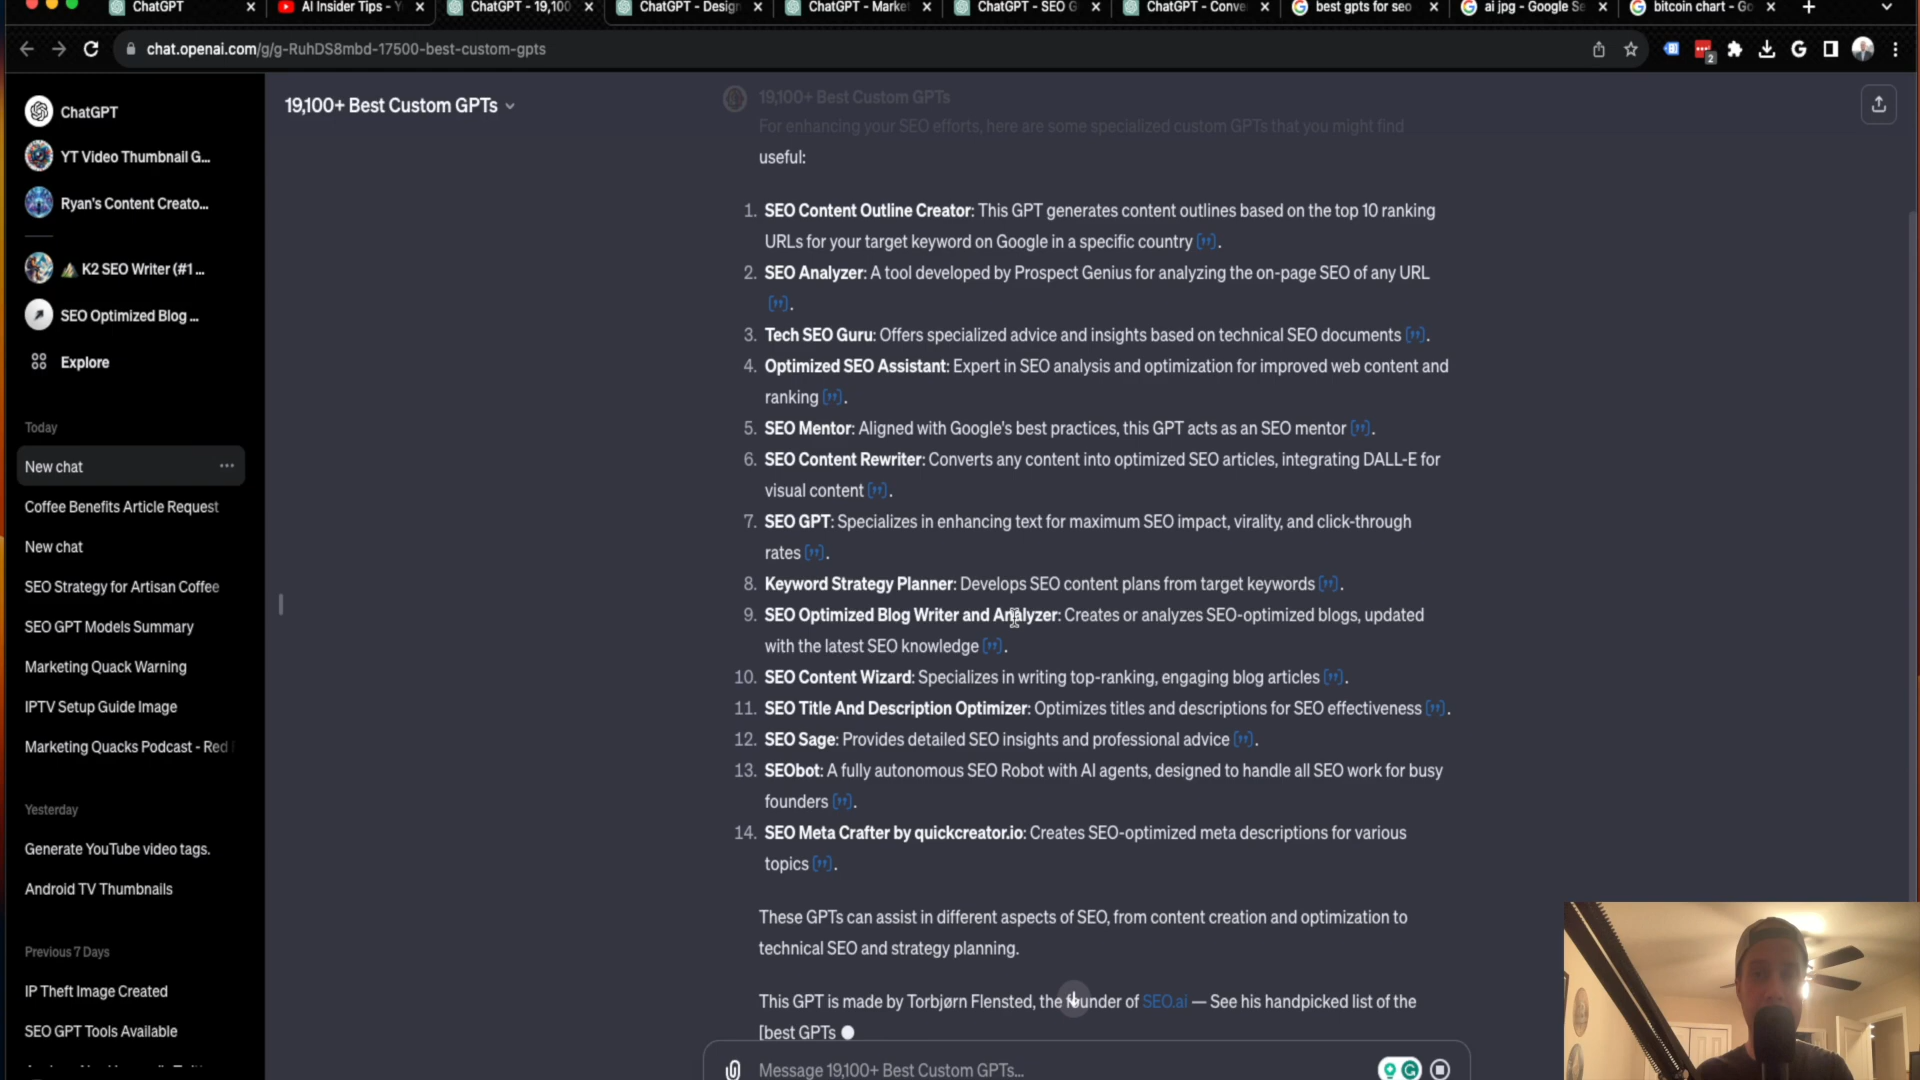 ChatGPT
AI Insider Tips - Y
ChatGPT - 19,100
ChatGPT - Design
ChatGPT - Market
ChatGPT - SEO G
ChatGPT - Conve
best gpts for seo
ai jpg - Google Se
bitcoin chart - Go
chat.openai.com/g/g-RuhDS8mbd-17500-best-custom-gpts
2
ChatGPT
YT Video Thumbnail G...
Ryan's Content Creato...
K2 SEO Writer (#1 ...
SEO Optimized Blog ...
Explore
Today
New chat
Coffee Benefits Article Request
New chat
SEO Strategy for Artisan Coffee
SEO GPT Models Summary
Marketing Quack Warning
IPTV Setup Guide Image
Marketing Quacks Podcast - Red
Yesterday
Generate YouTube video tags.
Android TV Thumbnails
Previous 7 Days
IP Theft Image Created
SEO GPT Tools Available
19,100+ Best Custom GPTs
19,100+ Best Custom GPTs
For enhancing your SEO efforts, here are some specialized custom GPTs that you might find
useful:
1. SEO Content Outline Creator: This GPT generates content outlines based on the top 10 ranking
URLs for your target keyword on Google in a specific country ["].
2. SEO Analyzer: A tool developed by Prospect Genius for analyzing the on-page SEO of any URL
["].
3. Tech SEO Guru: Offers specialized advice and insights based on technical SEO documents ["].
4. Optimized SEO Assistant: Expert in SEO analysis and optimization for improved web content and
ranking ["].
5. SEO Mentor: Aligned with Google's best practices, this GPT acts as an SEO mentor ["].
6. SEO Content Rewriter: Converts any content into optimized SEO articles, integrating DALL-E for
visual content ["].
7. SEO GPT: Specializes in enhancing text for maximum SEO impact, virality, and click-through
rates ["].
8. Keyword Strategy Planner: Develops SEO content plans from target keywords ["].
9. SEO Optimized Blog Writer and Analyzer: Creates or analyzes SEO-optimized blogs, updated
with the latest SEO knowledge ["].
10. SEO Content Wizard: Specializes in writing top-ranking, engaging blog articles ["].
11. SEO Title And Description Optimizer: Optimizes titles and descriptions for SEO effectiveness ["].
12. SEO Sage: Provides detailed SEO insights and professional advice ["].
13. SEObot: A fully autonomous SEO Robot with AI agents, designed to handle all SEO work for busy
founders ["].
14. SEO Meta Crafter by quickcreator.io: Creates SEO-optimized meta descriptions for various
topics ["].
These GPTs can assist in different aspects of SEO, from content creation and optimization to
technical SEO and strategy planning.
This GPT is made by Torbjørn Flensted, the founder of SEO.ai — See his handpicked list of the
[best GPTs
Message 19,100+ Best Custom GPTs...